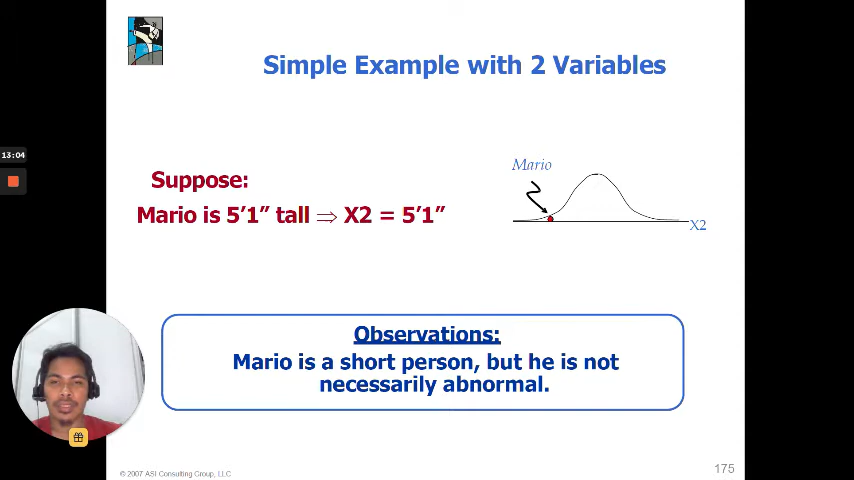 Simple Example with 2 Variables
13:04
Mario
Suppose:
Mario is 5’1” tall ⇒ X2 = 5’1”
X2
Observations:
Mario is a short person, but he is not
necessarily abnormal.
© 2007 ASI Consulting Group, LLC
175